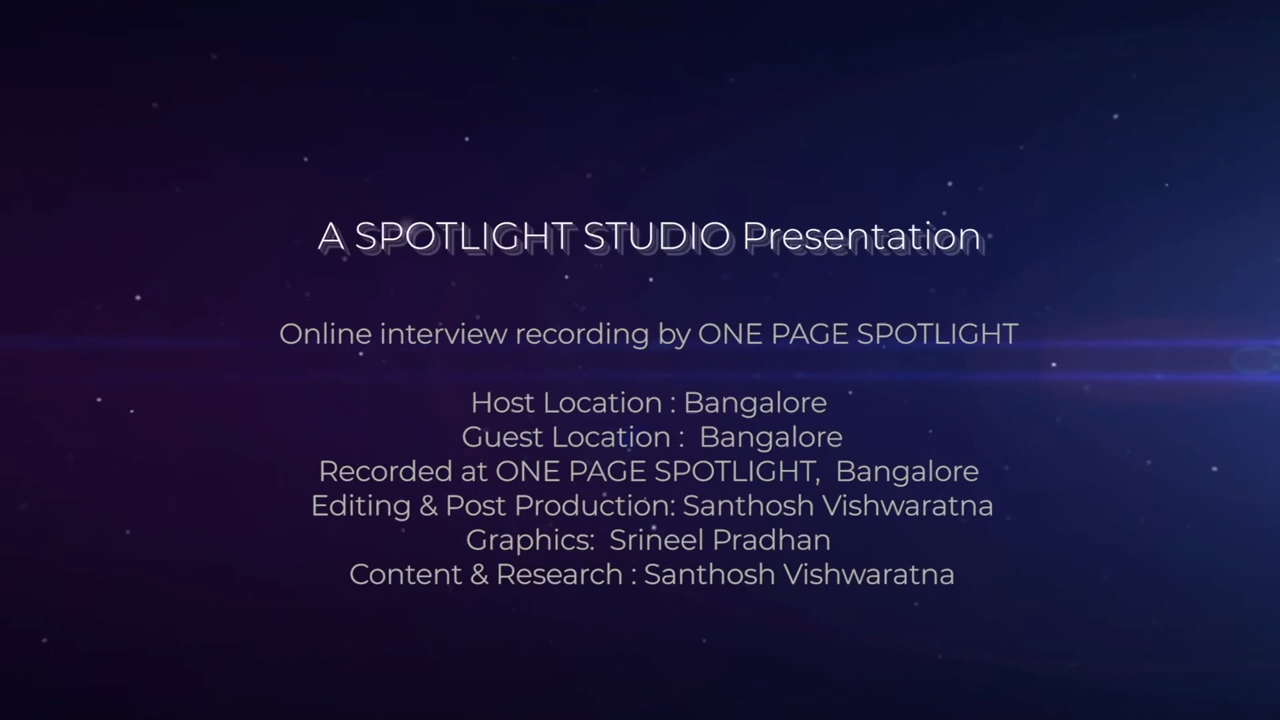 A SPOTLIGHT STUDIO Presentation
Online interview recording by ONE PAGE SPOTLIGHT
Host Location : Bangalore
Guest Location :  Bangalore
Recorded at ONE PAGE SPOTLIGHT,  Bangalore
Editing & Post Production: Santhosh Vishwaratna
Graphics:  Srineel Pradhan
Content & Research : Santhosh Vishwaratna